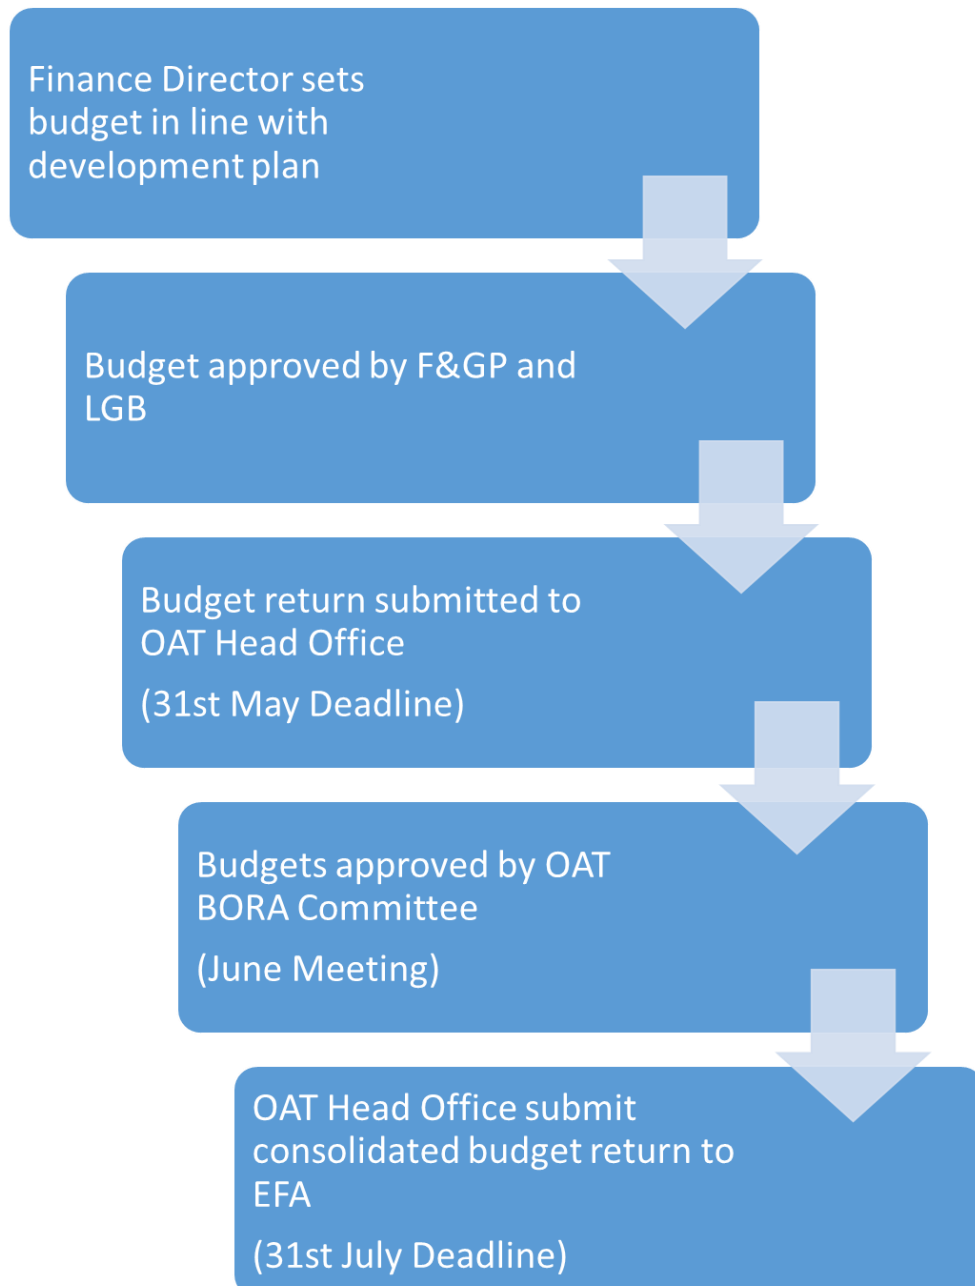 Finance Director sets
budget in line with
development plan
Budget approved by F&GP and
LGB
Budget return submitted to
OAT Head Office
(31st May Deadline)
Budgets approved by OAT
BORA Committee
(June Meeting)
OAT Head Office submit
consolidated budget return to
EFA
(31st July Deadline)